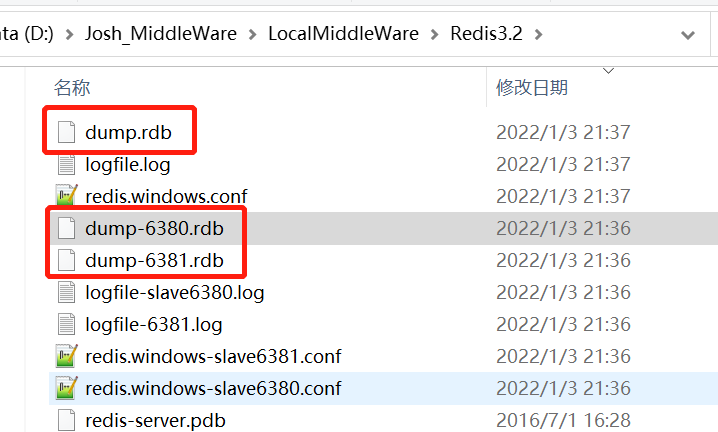 ata (D:) > Josh_MiddleWare > LocalMiddleWare > Redis3.2 >
名称 修改日期
dump.rdb 2022/1/3 21:37
logfile.log 2022/1/3 21:37
redis.windows.conf 2022/1/3 21:37
dump-6380.rdb 2022/1/3 21:36
dump-6381.rdb 2022/1/3 21:36
logfile-slave6380.log 2022/1/3 21:36
logfile-6381.log 2022/1/3 21:36
redis.windows-slave6381.conf 2022/1/3 21:36
redis.windows-slave6380.conf 2022/1/3 21:36
redis-server.pdb 2016/7/1 16:28